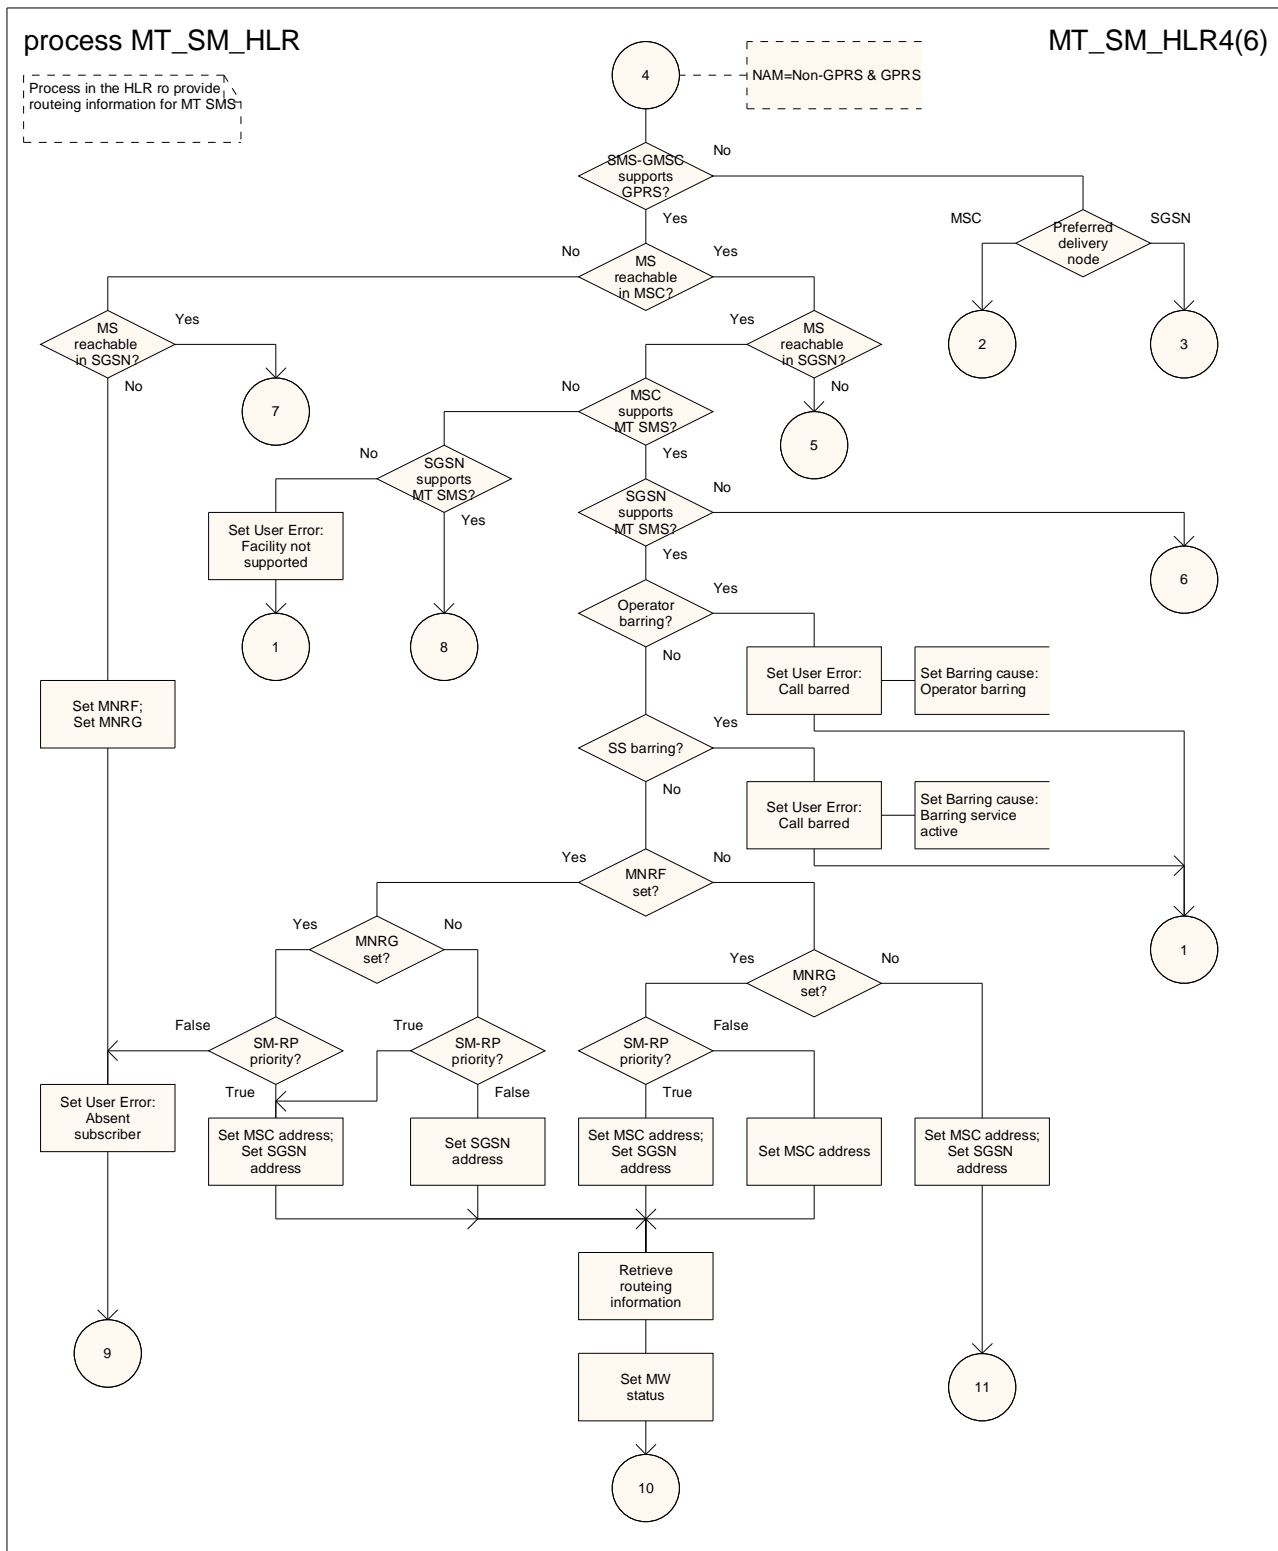 process MT_SM_HLR
MT_SM_HLR4(6)
Process in the HLR ro provide
routeing information for MT SMS
4
NAM=Non-GPRS & GPRS
SMS-GMSC
supports
GPRS?
No
Yes
MSC
Preferred
delivery
node
SGSN
No
MS
reachable
in MSC?
Yes
MS
reachable
in SGSN?
Yes
No
7
Yes
MS
reachable
in SGSN?
No
2
3
5
No
MSC
supports
MT SMS?
Yes
No
SGSN
supports
MT SMS?
Yes
SGSN
supports
MT SMS?
No
Yes
6
Set User Error:
Facility not
supported
1
8
Operator
barring?
Yes
No
Set User Error:
Call barred
Set Barring cause:
Operator barring
Set MNRF;
Set MNRG
SS barring?
Yes
No
Set User Error:
Call barred
Set Barring cause:
Barring service
active
Yes
MNRF
set?
No
1
Yes
MNRG
set?
No
Yes
MNRG
set?
No
False
SM-RP
priority?
True
True
SM-RP
priority?
False
SM-RP
priority?
False
True
Set User Error:
Absent
subscriber
Set MSC address;
Set SGSN
address
Set SGSN
address
Set MSC address;
Set SGSN
address
Set MSC address
Set MSC address;
Set SGSN
address
Retrieve
routeing
information
9
Set MW
status
11
10